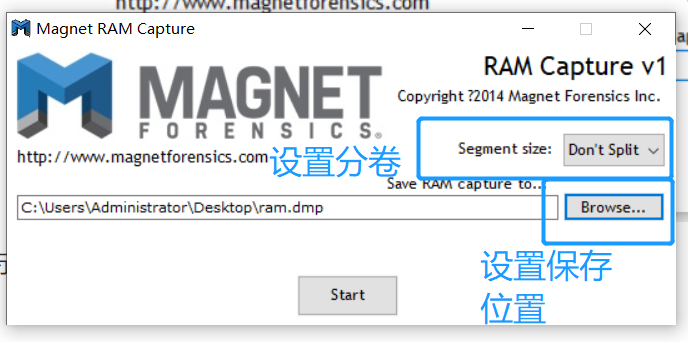 http://www.magnetforensics.com
Magnet RAM Capture
RAM Capture v1
MAGNET
FORENSICS®
Copyright ?2014 Magnet Forensics Inc.
http://www.magnetforensics.com
设置分卷
Segment size:
Don't Split
Save RAM capture to...
C:\Users\Administrator\Desktop\ram.dmp
Browse...
设置保存
位置
Start